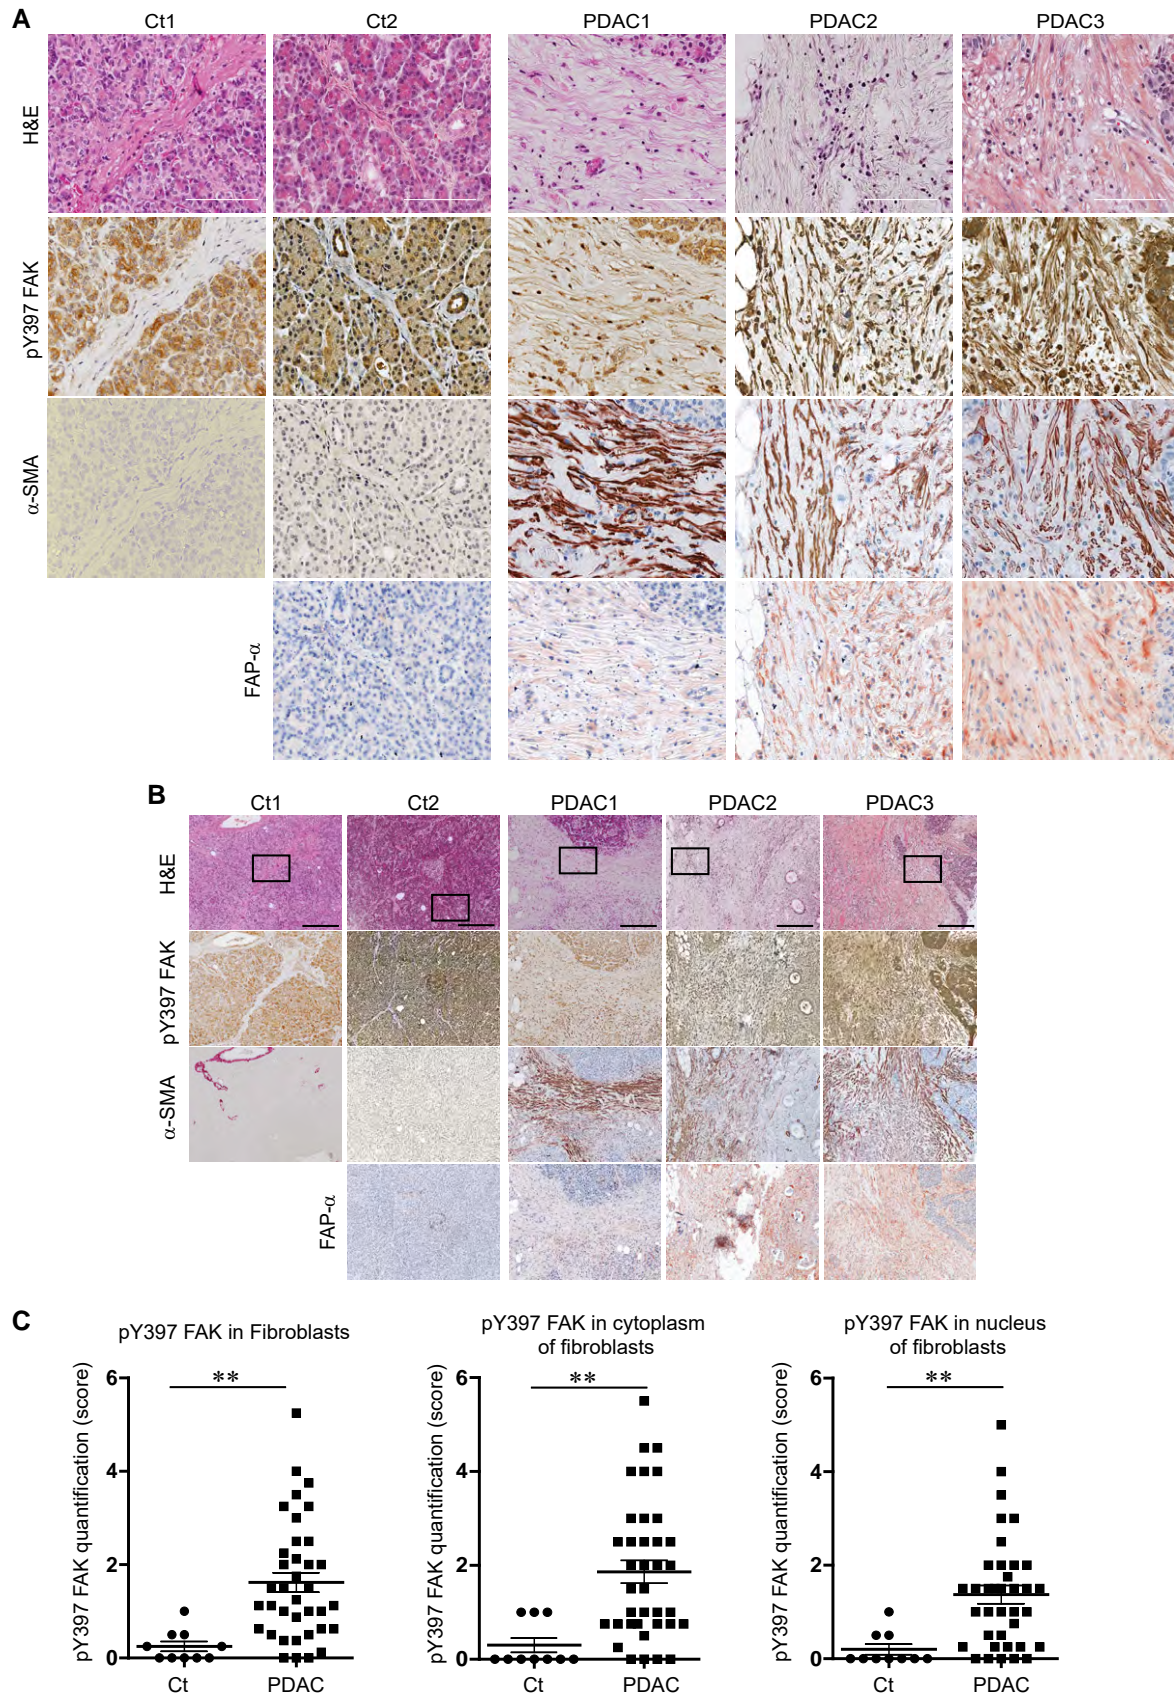 A
Ct1 Ct2 PDAC1 PDAC2 PDAC3
H&E
pY397 FAK
α-SMA
FAP-α
B
Ct1 Ct2 PDAC1 PDAC2 PDAC3
H&E
pY397 FAK
α-SMA
FAP-α
C
pY397 FAK in Fibroblasts
pY397 FAK quantification (score)
6
4
2
0
**
Ct PDAC
pY397 FAK in cytoplasm
of fibroblasts
pY397 FAK quantification (score)
6
4
2
0
**
Ct PDAC
pY397 FAK in nucleus
of fibroblasts
pY397 FAK quantification (score)
6
4
2
0
**
Ct PDAC